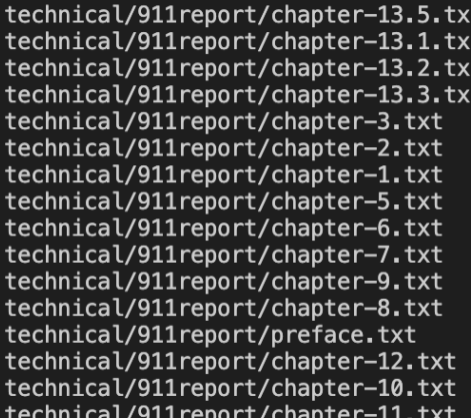 technical/911report/chapter-13.5.tx
technical/911report/chapter-13.1.tx
technical/911report/chapter-13.2.tx
technical/911report/chapter-13.3.tx
technical/911report/chapter-3.txt
technical/911report/chapter-2.txt
technical/911report/chapter-1.txt
technical/911report/chapter-5.txt
technical/911report/chapter-6.txt
technical/911report/chapter-7.txt
technical/911report/chapter-9.txt
technical/911report/chapter-8.txt
technical/911report/preface.txt
technical/911report/chapter-12.txt
technical/911report/chapter-10.txt
technical/911report/chapter-11.txt